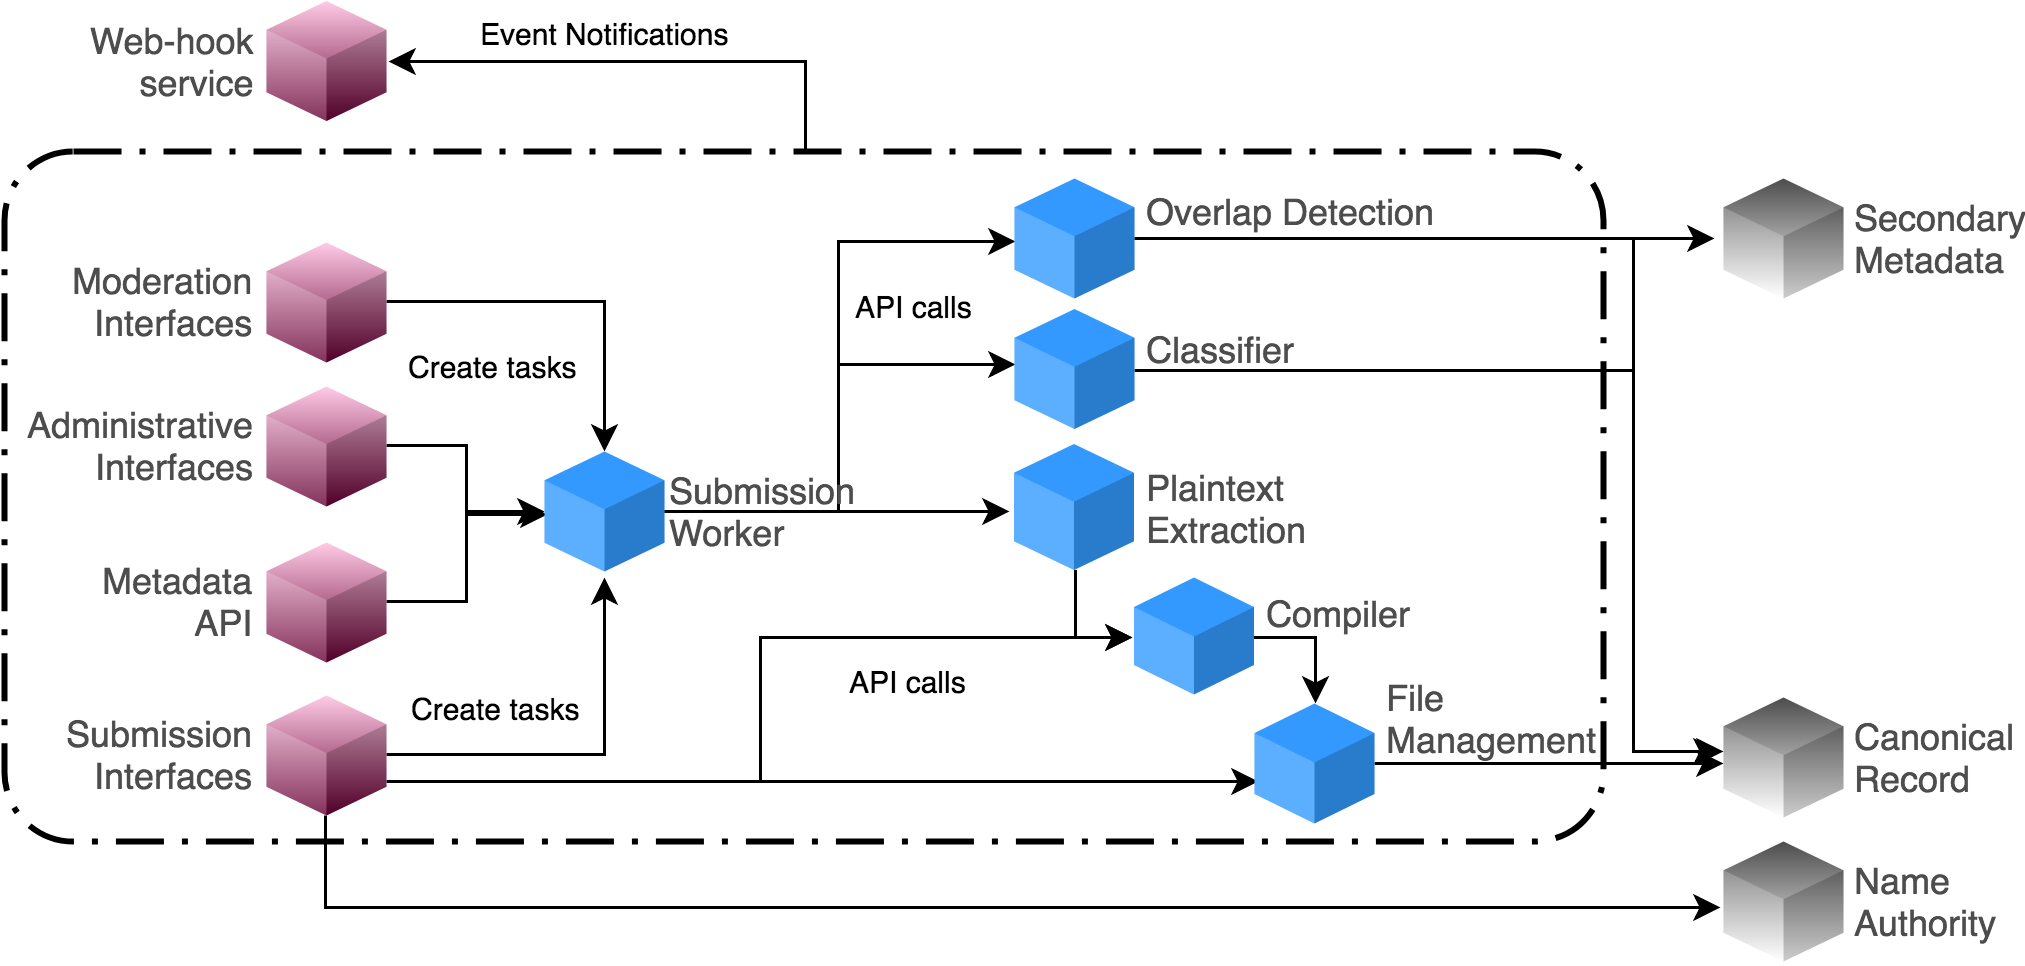 Web-hook
service
Event Notifications
Moderation
Interfaces
Create tasks
Administrative
Interfaces
Metadata
API
Submission
Interfaces
Create tasks
Submission
Worker
API calls
Overlap Detection
Classifier
Plaintext
Extraction
Compiler
API calls
File
Management
Secondary
Metadata
Canonical
Record
Name
Authority